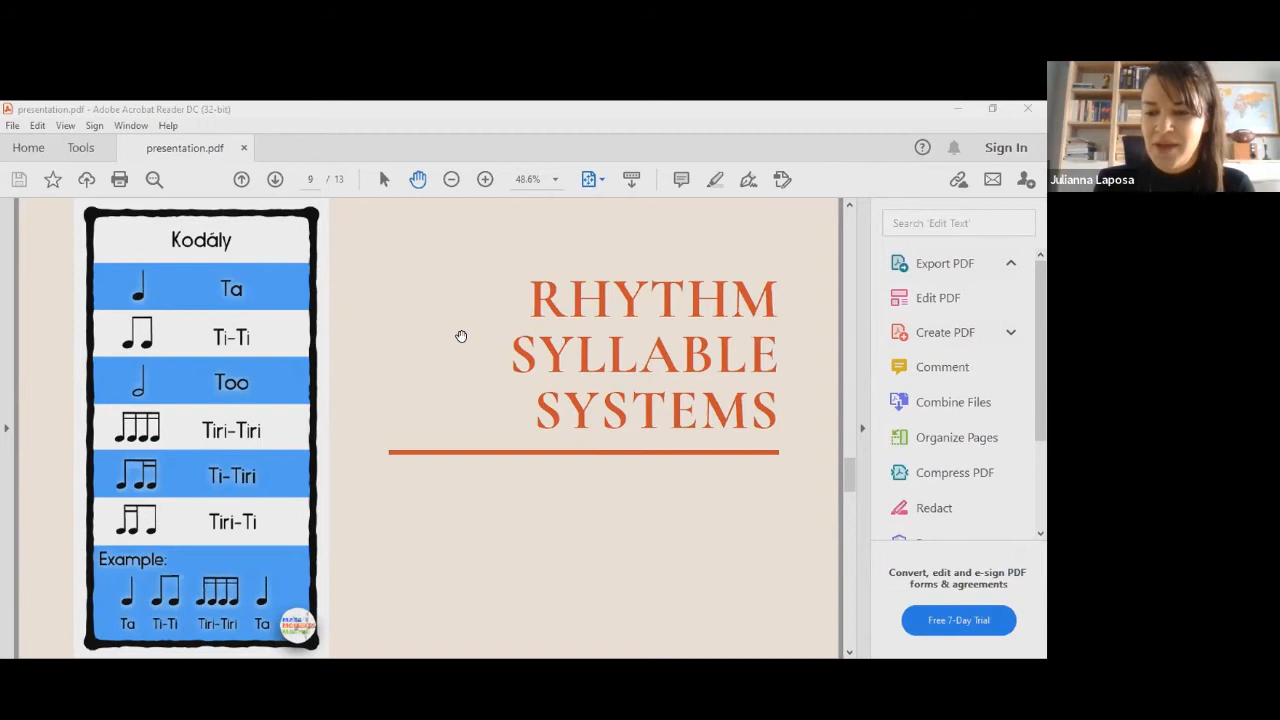 presentation.pdf - Adobe Acrobat Reader DC (32-bit)
File Edit View Sign Window Help
Home Tools presentation.pdf × Sign In
9 / 13 48.6%
Julianna Laposa
Kodály
Ta
Ti-Ti
Too
Tiri-Tiri
Ti-Tiri
Tiri-Ti
Example:
Ta Ti-Ti Tiri-Tiri Ta
RHYTHM
SYLLABLE
SYSTEMS
Search 'Edit Text'
Export PDF
Edit PDF
Create PDF
Comment
Combine Files
Organize Pages
Compress PDF
Redact
Convert, edit and e-sign PDF
forms & agreements
Free 7-Day Trial